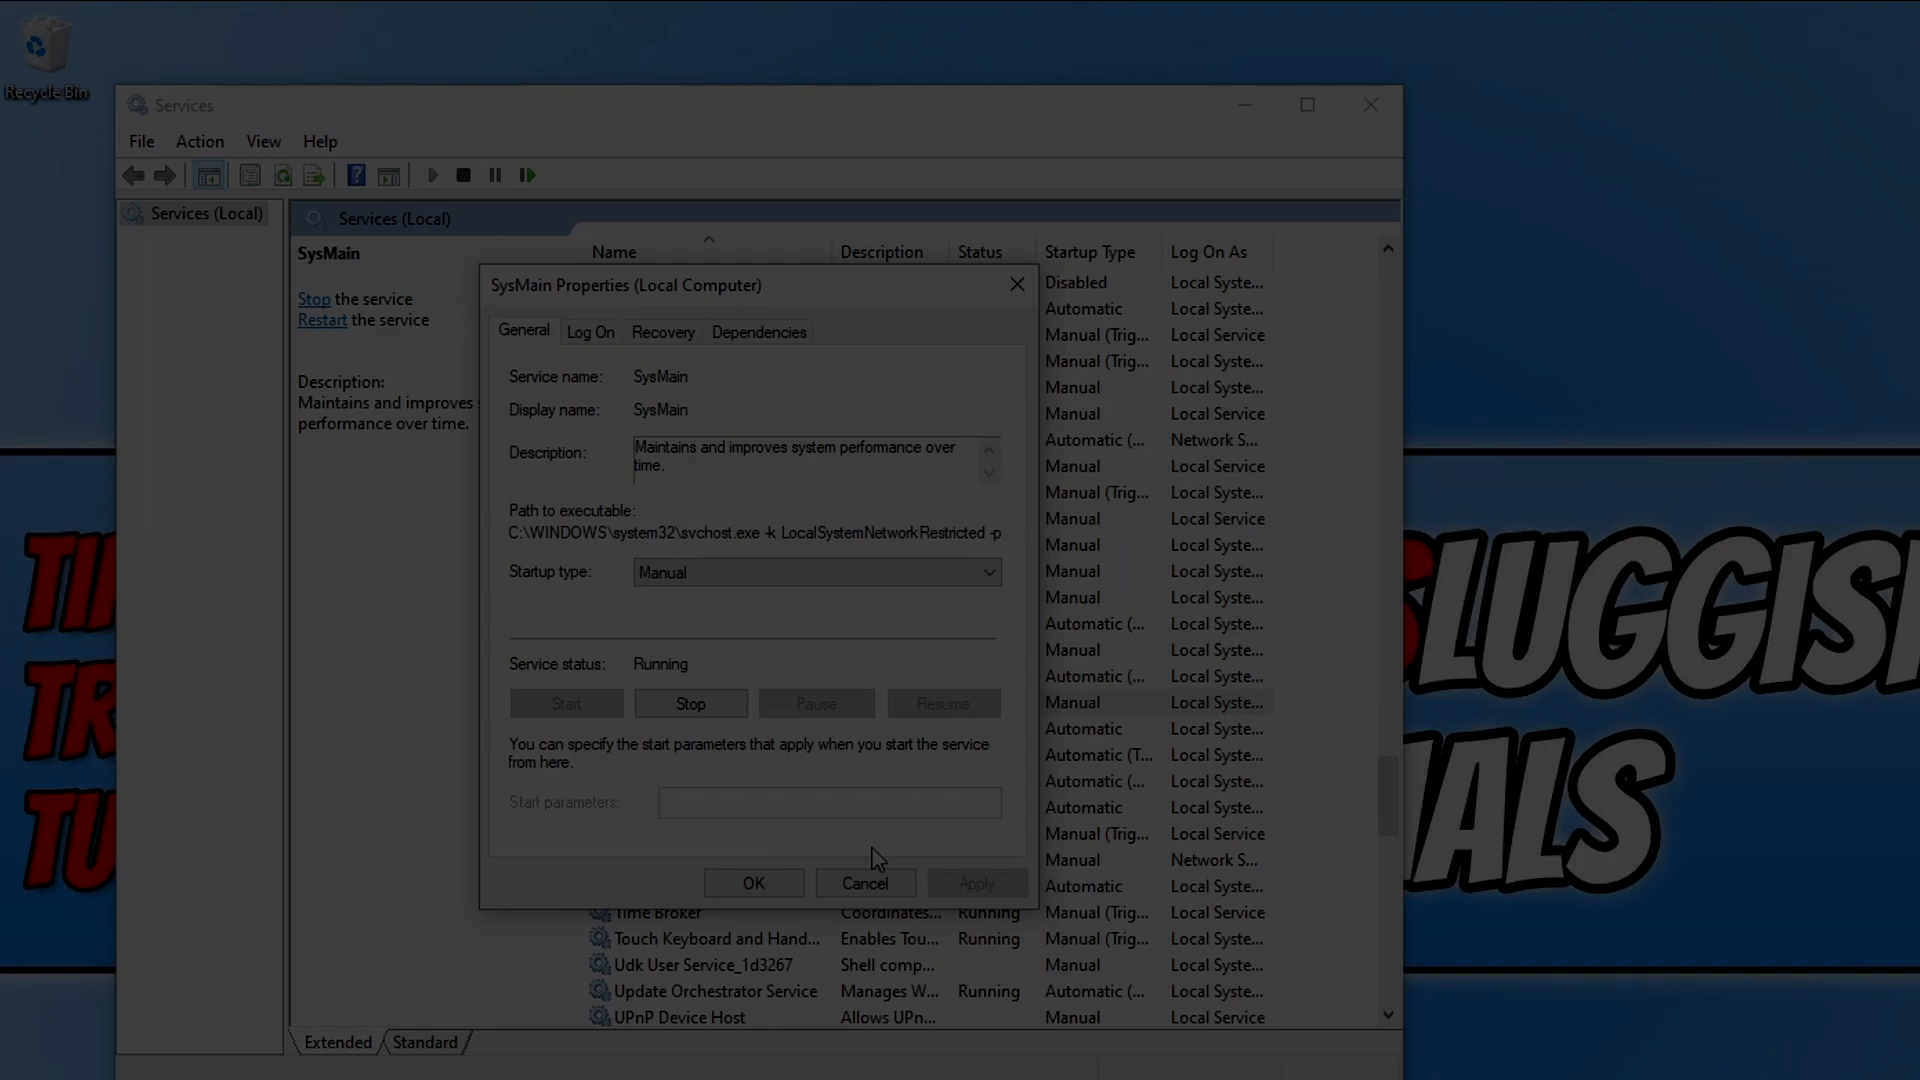 Recycle Bin
Services
File Action View Help
Services (Local)
Services (Local)
SysMain
Stop the service
Restart the service
Description:
Maintains and improves
performance over time.
Name Description Status Startup Type Log On As
Disabled Local Syste...
Automatic Local Syste...
Manual (Trig... Local Service
Manual (Trig... Local Syste...
Manual Local Syste...
Manual Local Service
Automatic (... Network S...
Manual Local Service
Manual (Trig... Local Syste...
Manual Local Service
Manual Local Syste...
Manual Local Syste...
Manual Local Syste...
Automatic (... Local Syste...
Manual Local Syste...
Automatic (... Local Syste...
Manual Local Syste...
Automatic Local Syste...
Automatic (T... Local Syste...
Automatic (... Local Syste...
Automatic Local Syste...
Manual (Trig... Local Service
Manual Network S...
Automatic Local Syste...
Time Broker Coordinates... Running Manual (Trig... Local Service
Touch Keyboard and Hand... Enables Tou... Running Manual (Trig... Local Syste...
Udk User Service_1d3267 Shell comp... Manual Local Syste...
Update Orchestrator Service Manages W... Running Automatic (... Local Syste...
UPnP Device Host Allows UPn... Manual Local Service
Extended Standard
SysMain Properties (Local Computer)
General Log On Recovery Dependencies
Service name: SysMain
Display name: SysMain
Description: Maintains and improves system performance over
time.
Path to executable:
C:\WINDOWS\system32\svchost.exe -k LocalSystemNetworkRestricted -p
Startup type: Manual
Service status: Running
Start Stop Pause Resume
You can specify the start parameters that apply when you start the service
from here.
Start parameters:
OK Cancel Apply